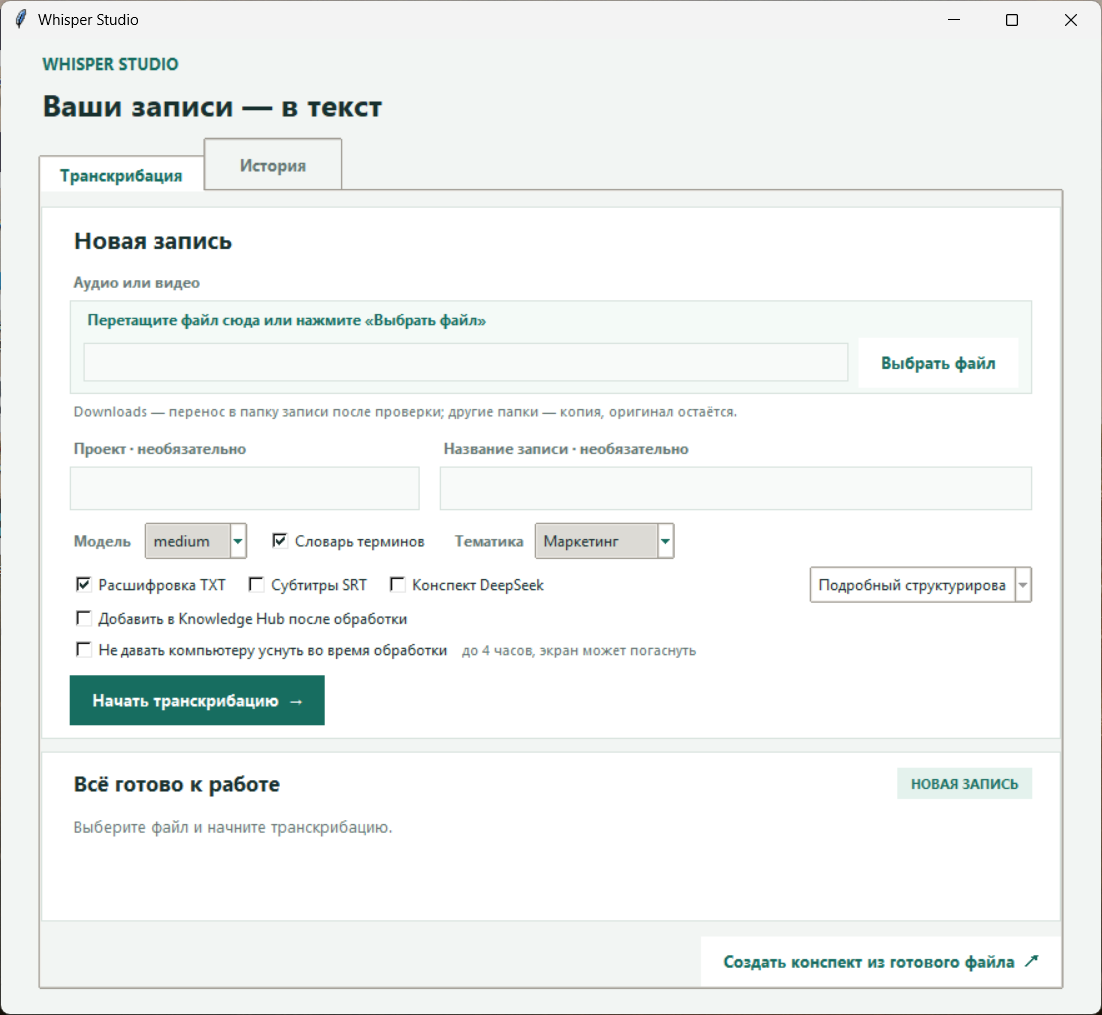 Whisper Studio
WHISPER STUDIO
Ваши записи — в текст
Транскрибация
История
Новая запись
Аудио или видео
Перетащите файл сюда или нажмите «Выбрать файл»
Выбрать файл
Downloads — перенос в папку записи после проверки; другие папки — копия, оригинал остаётся.
Проект · необязательно
Название записи · необязательно
Модель medium Словарь терминов Тематика Маркетинг
Расшифровка TXT Субтитры SRT Конспект DeepSeek Подробный структурирова
Добавить в Knowledge Hub после обработки
Не давать компьютеру уснуть во время обработки до 4 часов, экран может погаснуть
Начать транскрибацию →
Всё готово к работе
НОВАЯ ЗАПИСЬ
Выберите файл и начните транскрибацию.
Создать конспект из готового файла ↗